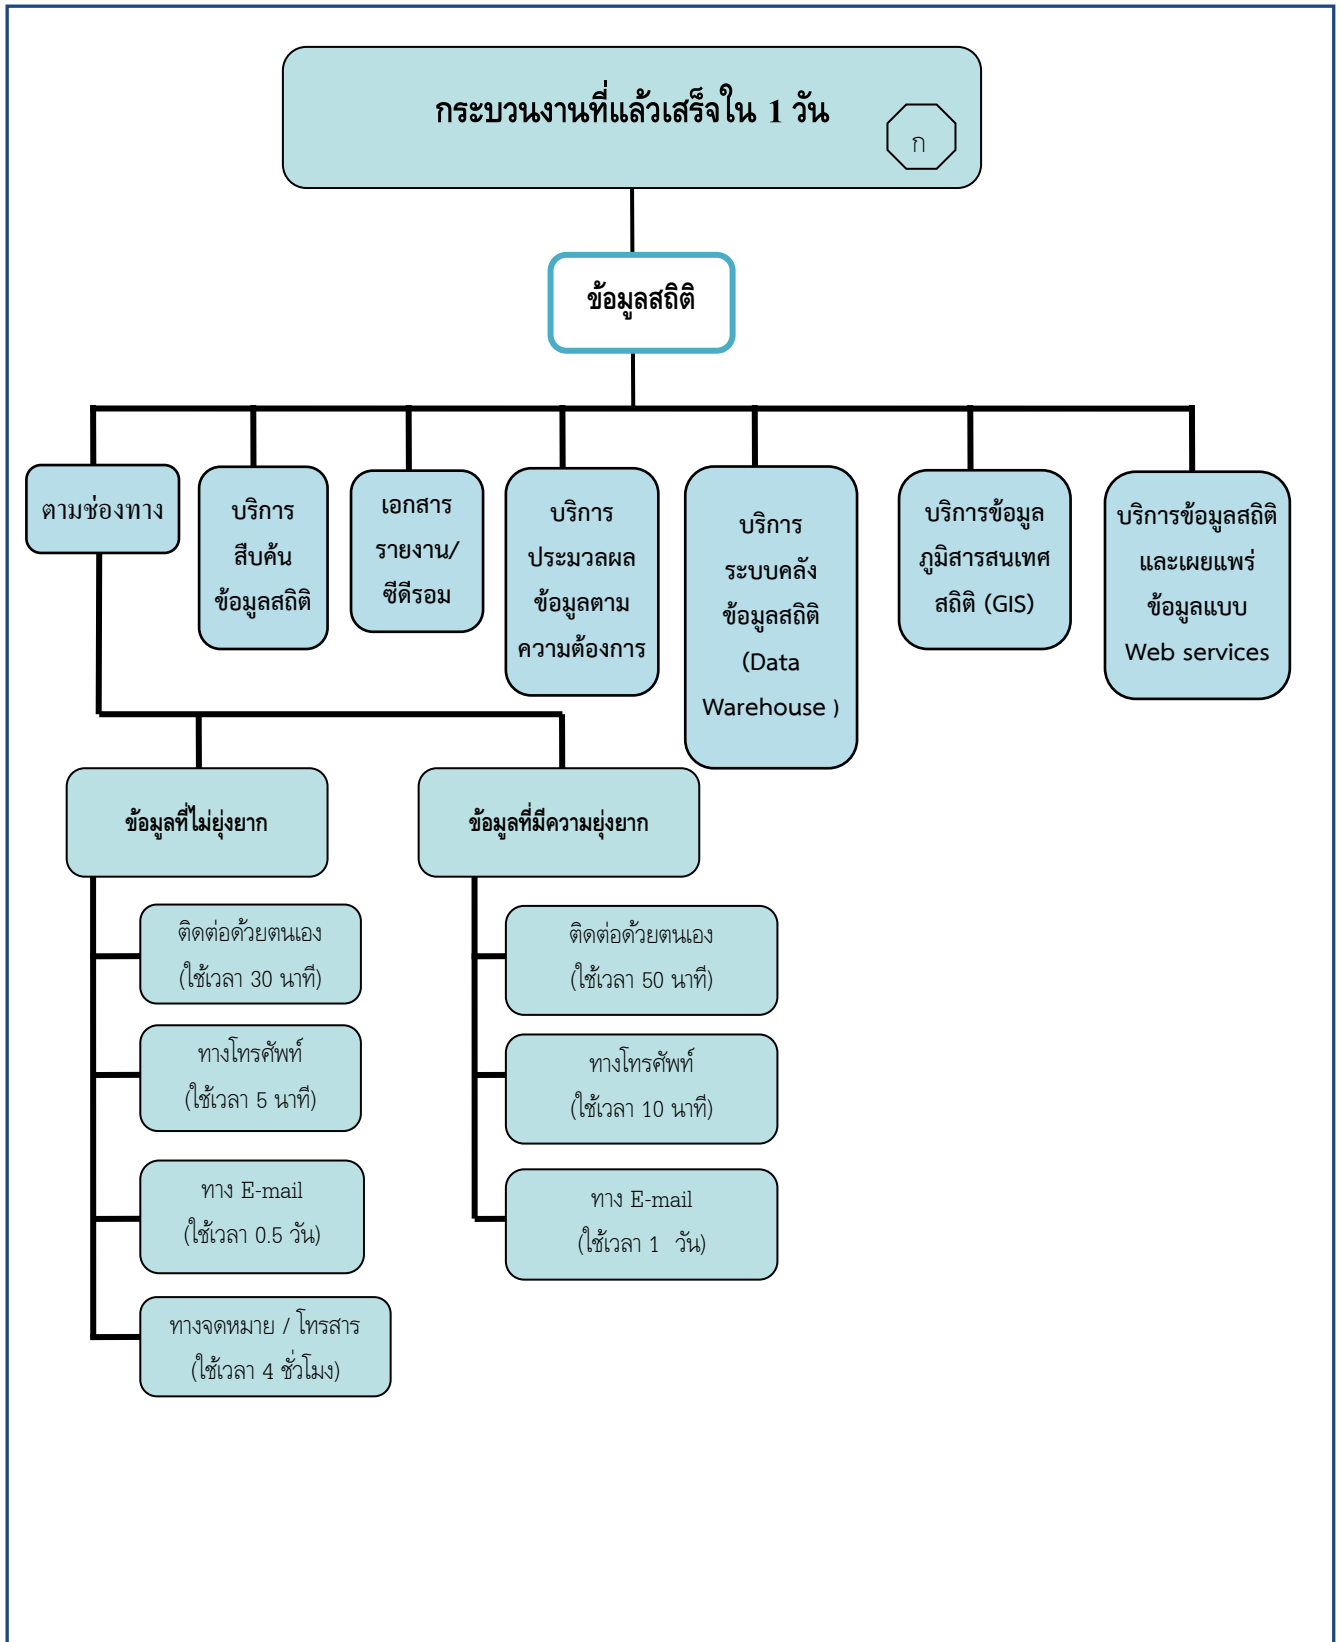 กระบวนงานที่แล้วเสร็จใน 1 วัน
ก
ข้อมูลสถิติ
ตามช่องทาง
บริการ
สืบค้น
ข้อมูลสถิติ
เอกสาร
รายงาน/
ซีดีรอม
บริการ
ประมวลผล
ข้อมูลตาม
ความต้องการ
บริการ
ระบบคลัง
ข้อมูลสถิติ
(Data
Warehouse )
บริการข้อมูล
ภูมิสารสนเทศ
สถิติ (GIS)
บริการข้อมูลสถิติ
และเผยแพร่
ข้อมูลแบบ
Web services
ข้อมูลที่ไม่ยุ่งยาก
ติดต่อด้วยตนเอง
(ใช้เวลา 30 นาที)
ทางโทรศัพท์
(ใช้เวลา 5 นาที)
ทาง E-mail
(ใช้เวลา 0.5 วัน)
ทางจดหมาย / โทรสาร
(ใช้เวลา 4 ชั่วโมง)
ข้อมูลที่มีความยุ่งยาก
ติดต่อด้วยตนเอง
(ใช้เวลา 50 นาที)
ทางโทรศัพท์
(ใช้เวลา 10 นาที)
ทาง E-mail
(ใช้เวลา 1 วัน)